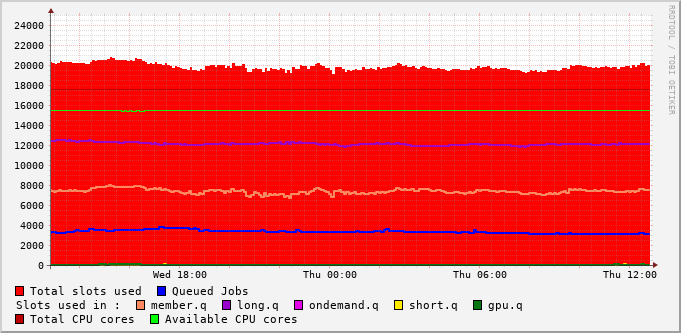 RRDTOOL / TOBI OETIKER
24000
22000
20000
18000
16000
14000
12000
10000
8000
6000
4000
2000
0
Wed 18:00 Thu 00:00 Thu 06:00 Thu 12:00
Total slots used Queued Jobs
Slots used in : member.q long.q ondemand.q short.q gpu.q
Total CPU cores Available CPU cores